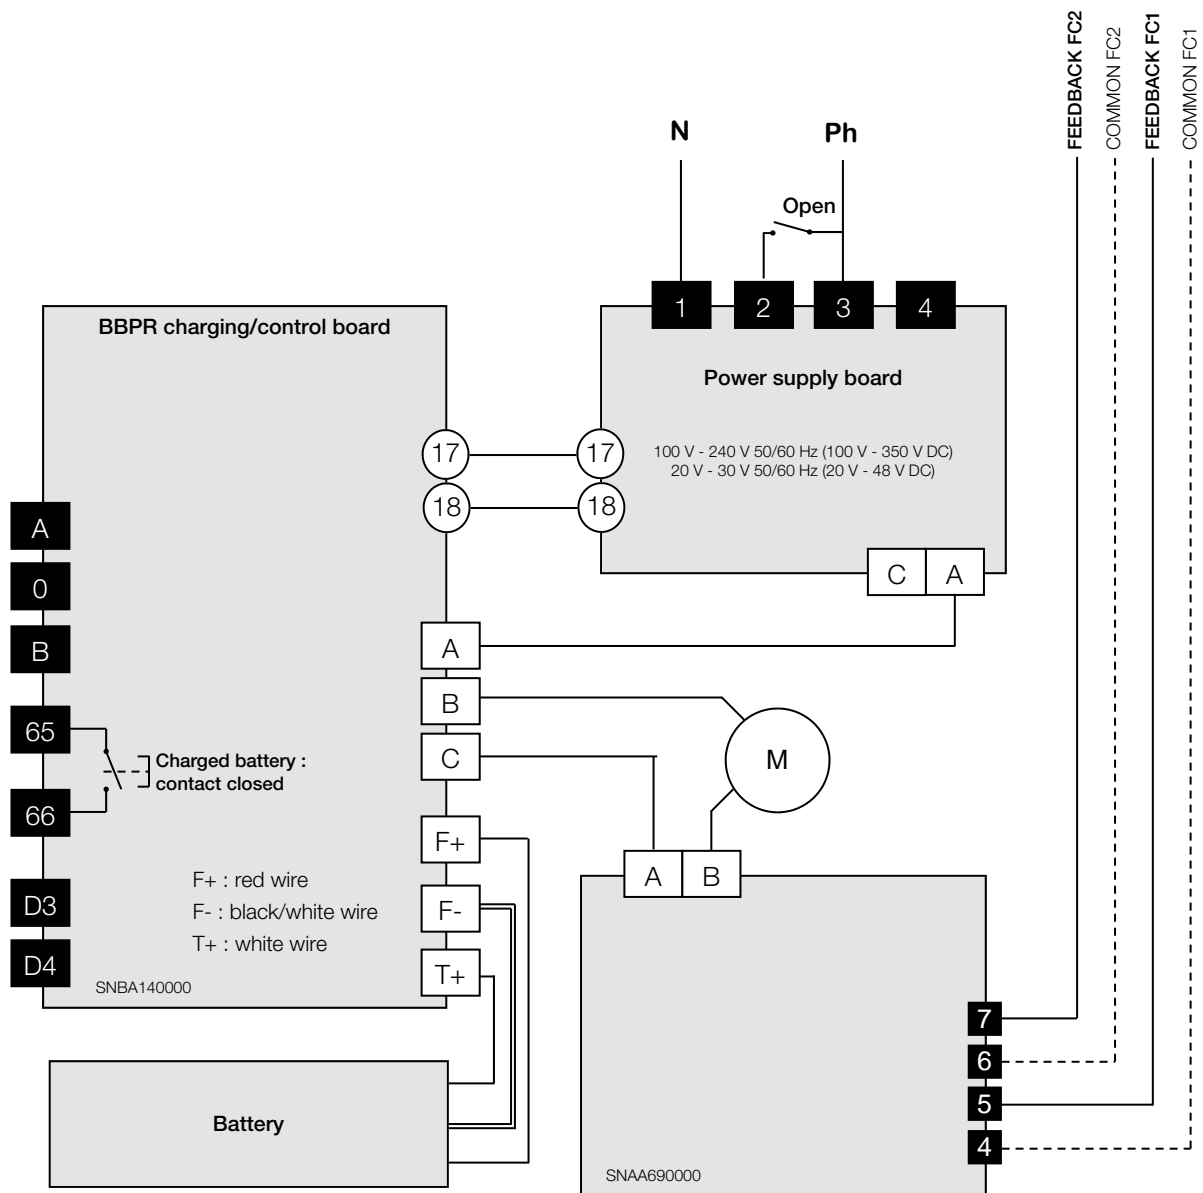 FEEDBACK FC2
COMMON FC2
FEEDBACK FC1
COMMON FC1
N
Ph
Open
1
2
3
4
BBPR charging/control board
Power supply board
17
17
100 V - 240 V 50/60 Hz (100 V - 350 V DC)
20 V - 30 V 50/60 Hz (20 V - 48 V DC)
18
18
A
0
B
C
A
A
B
C
M
65
66
Charged battery :
contact closed
F+
F-
T+
A
B
F+ : red wire
F- : black/white wire
T+ : white wire
D3
D4
SNBA140000
7
6
5
4
Battery
SNAA690000